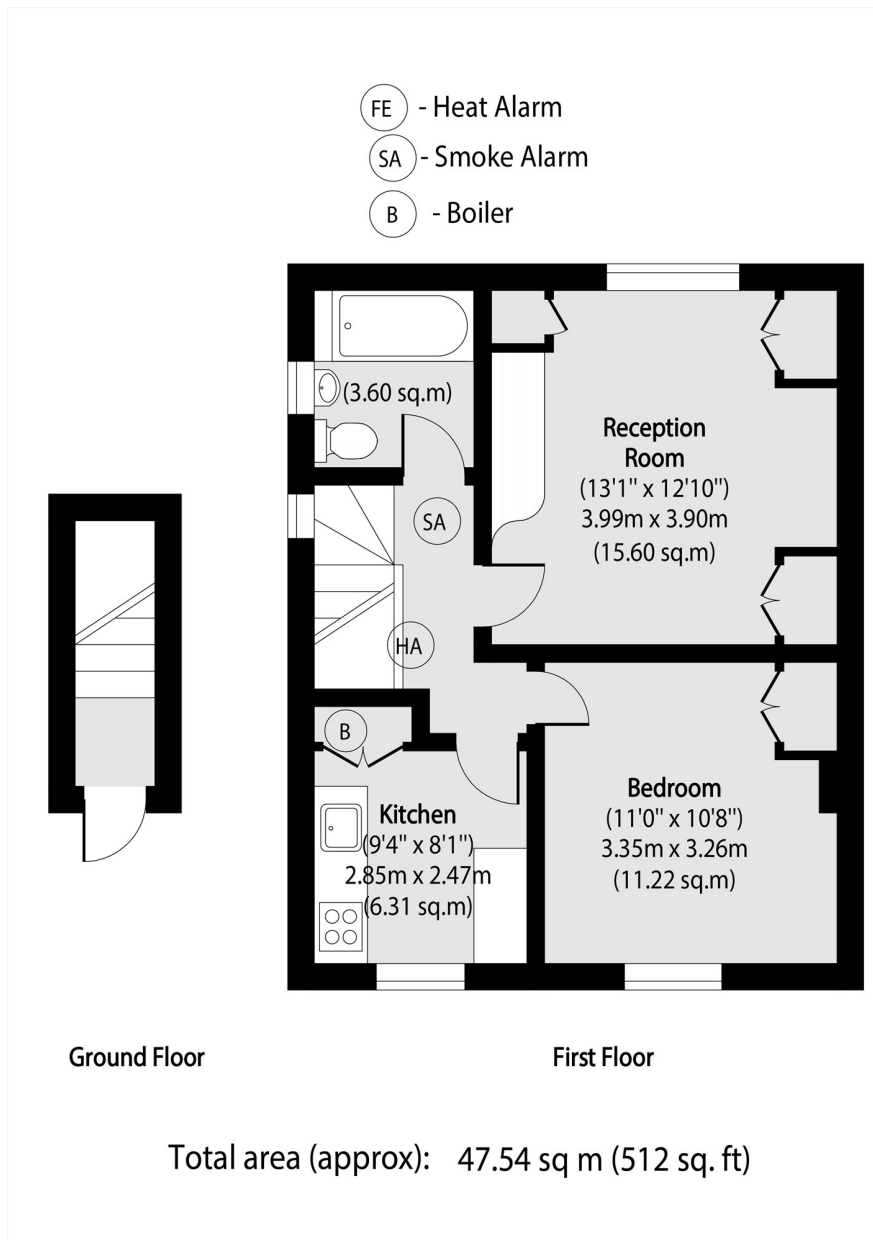 FE - Heat Alarm
SA - Smoke Alarm
B - Boiler
(3.60 sq.m)
Reception
Room
(13'1" x 12'10")
3.99m x 3.90m
(15.60 sq.m)
SA
HA
B
Kitchen
(9'4" x 8'1")
2.85m x 2.47m
(6.31 sq.m)
Bedroom
(11'0" x 10'8")
3.35m x 3.26m
(11.22 sq.m)
Ground Floor
First Floor
Total area (approx): 47.54 sq m (512 sq. ft)